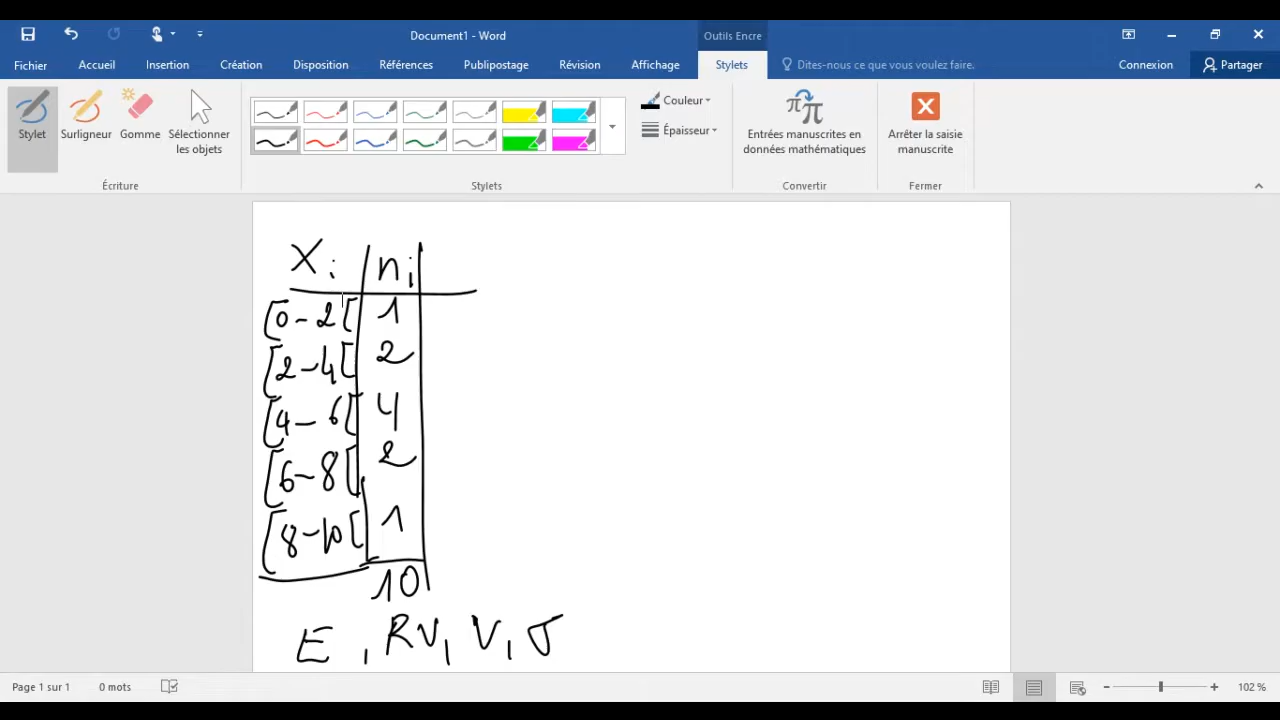 Document1 - Word
Outils Encre
Fichier Accueil Insertion Création Disposition Références Publipostage Révision Affichage Stylets Dites-nous ce que vous voulez faire. Connexion Partager
Stylet Surligneur Gomme Sélectionner les objets
Couleur
Épaisseur
Entrées manuscrites en données mathématiques
Arrêter la saisie manuscrite
Écriture Stylets Convertir Fermer
Xi ni
[0-2[ 1
[2-4[ 2
[4-6[ 4
[6-8[ 2
[8-10[ 1
10
E, RV, V, σ
Page 1 sur 1 0 mots 102 %